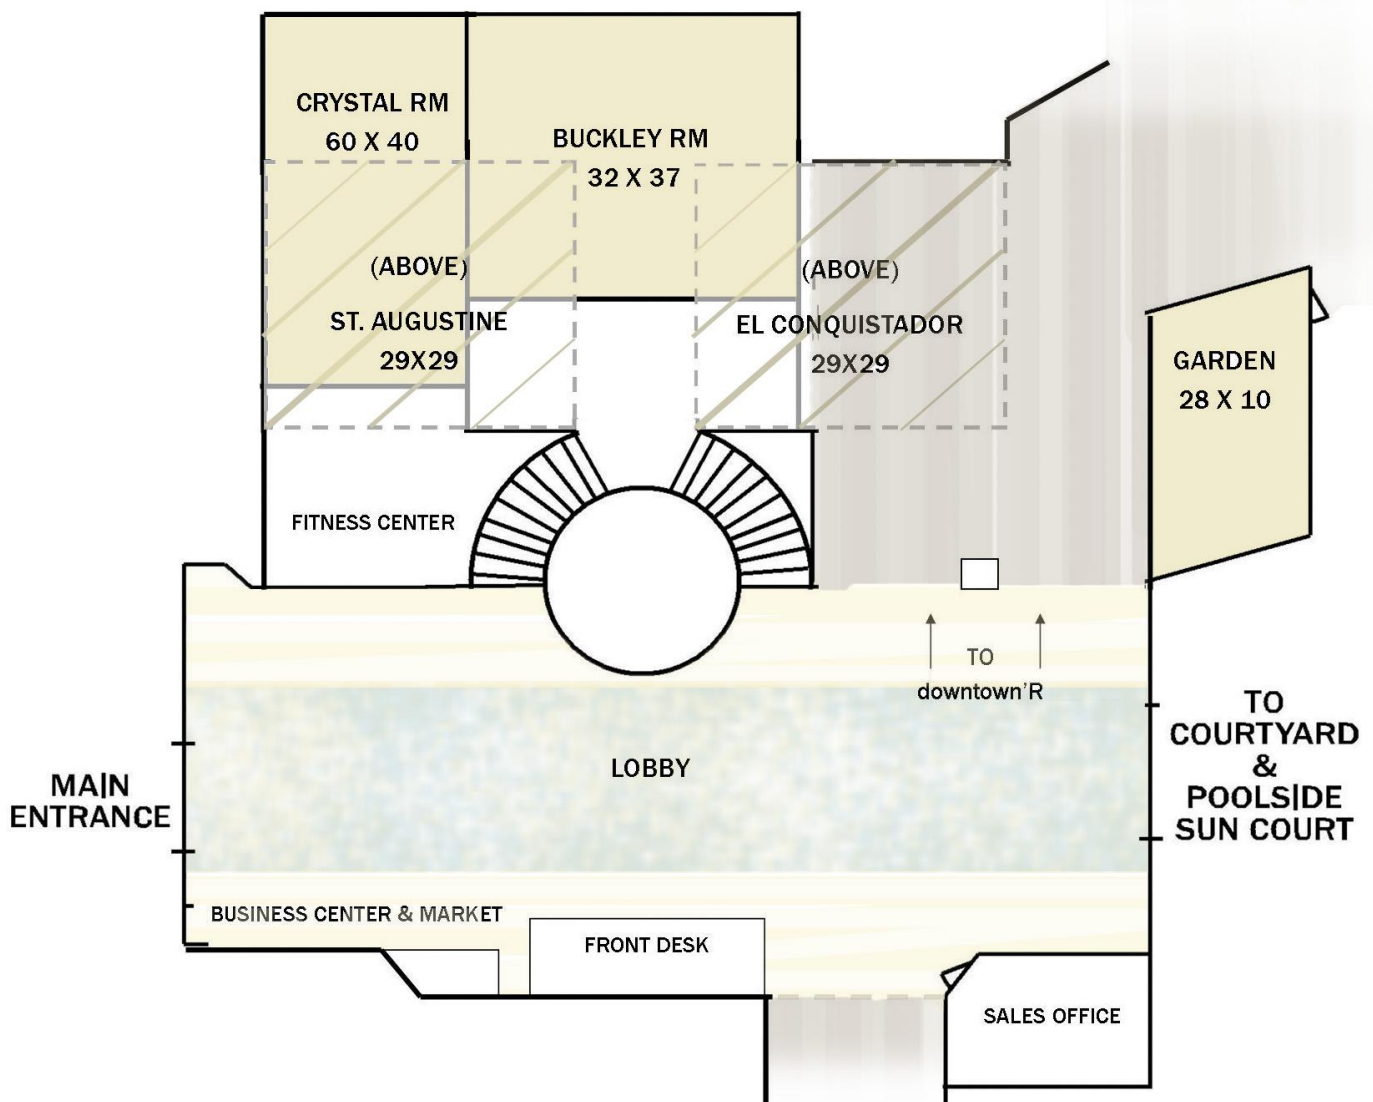 CRYSTAL RM
60 X 40
BUCKLEY RM
32 X 37
(ABOVE)
ST. AUGUSTINE
29X29
(ABOVE)
EL CONQUISTADOR
29X29
GARDEN
28 X 10
FITNESS CENTER
TO
downtown'R
LOBBY
MAIN
ENTRANCE
TO
COURTYARD
&
POOLSIDE
SUN COURT
BUSINESS CENTER & MARKET
FRONT DESK
SALES OFFICE